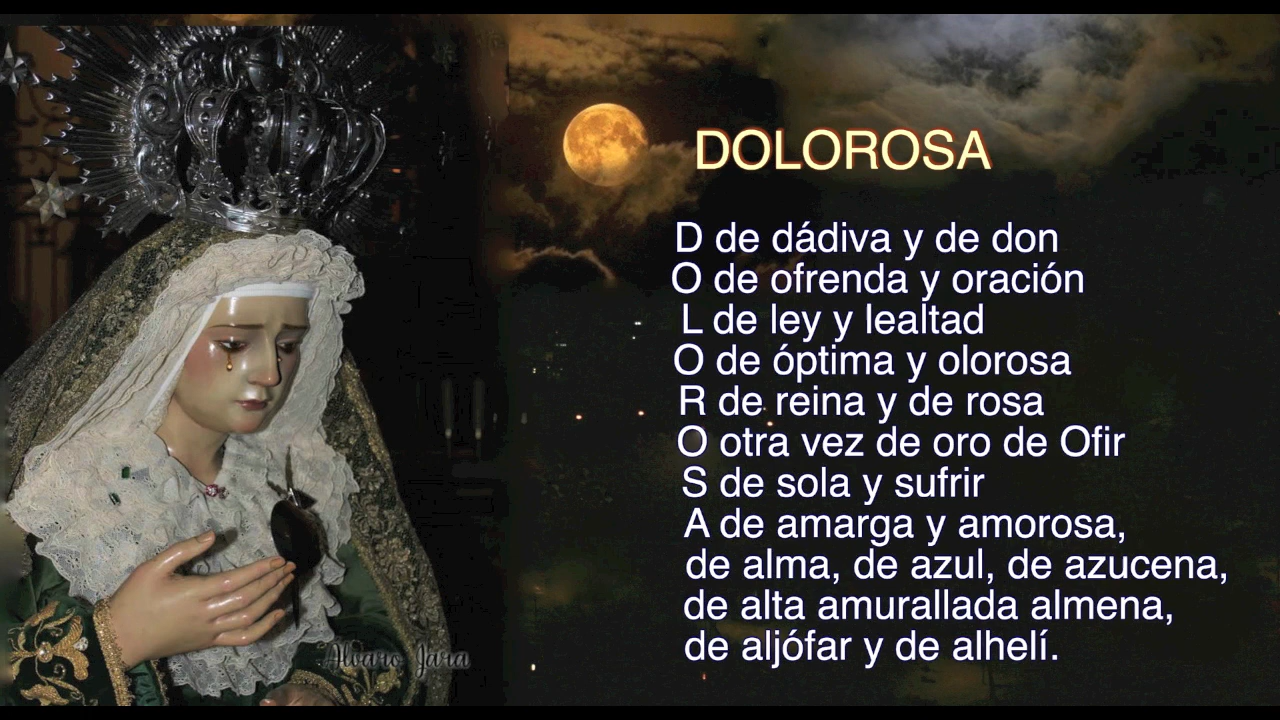 DOLOROSA
D de dádiva y de don
O de ofrenda y oración
L de ley y lealtad
O de óptima y olorosa
R de reina y de rosa
O otra vez de oro de Ofir
S de sola y sufrir
A de amarga y amorosa,
de alma, de azul, de azucena,
de alta amurallada almena,
de aljófar y de alhelí.
Alvaro Jara